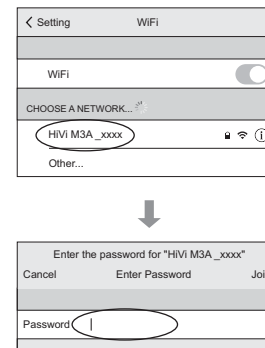 Setting WiFi
WiFi
CHOOSE A NETWORK...
HiVi M3A _xxxx
Other...
Enter the password for "HiVi M3A _xxxx"
Cancel Enter Password Joi
Password